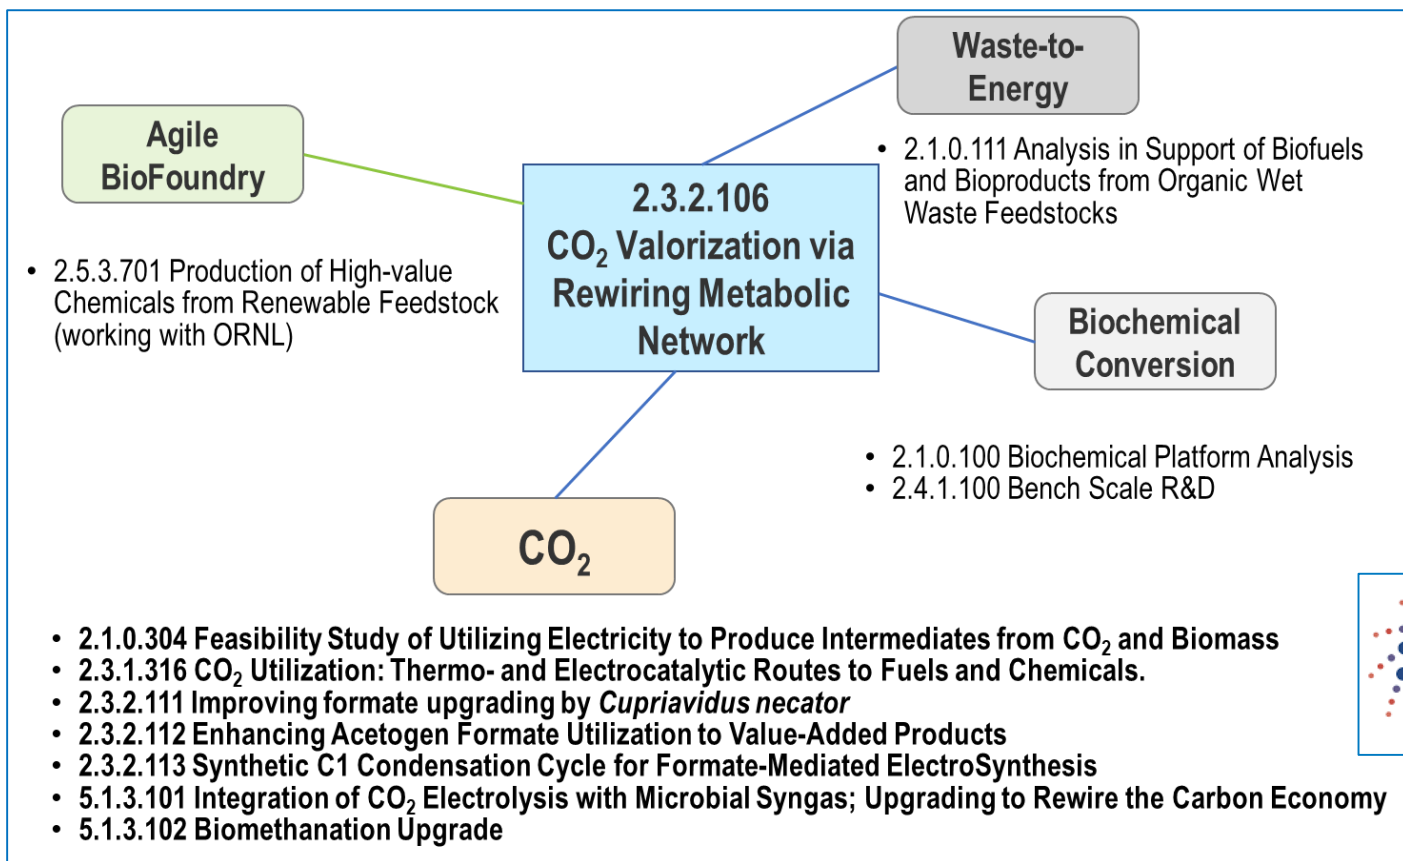 Waste-to-
Energy
Agile
BioFoundry
• 2.1.0.111 Analysis in Support of Biofuels
and Bioproducts from Organic Wet
Waste Feedstocks
2.3.2.106
CO₂ Valorization via
Rewiring Metabolic
Network
• 2.5.3.701 Production of High-value
Chemicals from Renewable Feedstock
(working with ORNL)
Biochemical
Conversion
• 2.1.0.100 Biochemical Platform Analysis
• 2.4.1.100 Bench Scale R&D
CO₂
• 2.1.0.304 Feasibility Study of Utilizing Electricity to Produce Intermediates from CO₂ and Biomass
• 2.3.1.316 CO₂ Utilization: Thermo- and Electrocatalytic Routes to Fuels and Chemicals.
• 2.3.2.111 Improving formate upgrading by Cupriavidus necator
• 2.3.2.112 Enhancing Acetogen Formate Utilization to Value-Added Products
• 2.3.2.113 Synthetic C1 Condensation Cycle for Formate-Mediated ElectroSynthesis
• 5.1.3.101 Integration of CO₂ Electrolysis with Microbial Syngas; Upgrading to Rewire the Carbon Economy
• 5.1.3.102 Biomethanation Upgrade